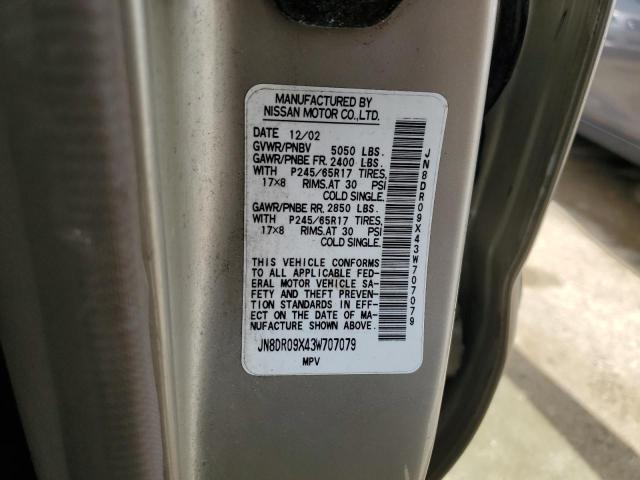 MANUFACTURED BY
NISSAN MOTOR CO.,LTD.
DATE 12/02
GVWR/PNBV 5050 LBS.
GAWR/PNBE FR. 2400 LBS.
WITH P245/65R17 TIRES,
17×8 RIMS,AT 30 PSI
COLD SINGLE.
GAWR/PNBE RR. 2850 LBS.
WITH P245/65R17 TIRES,
17×8 RIMS,AT 30 PSI
COLD SINGLE.
THIS VEHICLE CONFORMS
TO ALL APPLICABLE FED-
ERAL MOTOR VEHICLE SA-
FETY AND THEFT PREVEN-
TION STANDARDS IN EFF-
ECT ON THE DATE OF MA-
NUFACTURE SHOWN ABOVE.
JN8DR09X43W707079
MPV
JN8DR09X43W707079